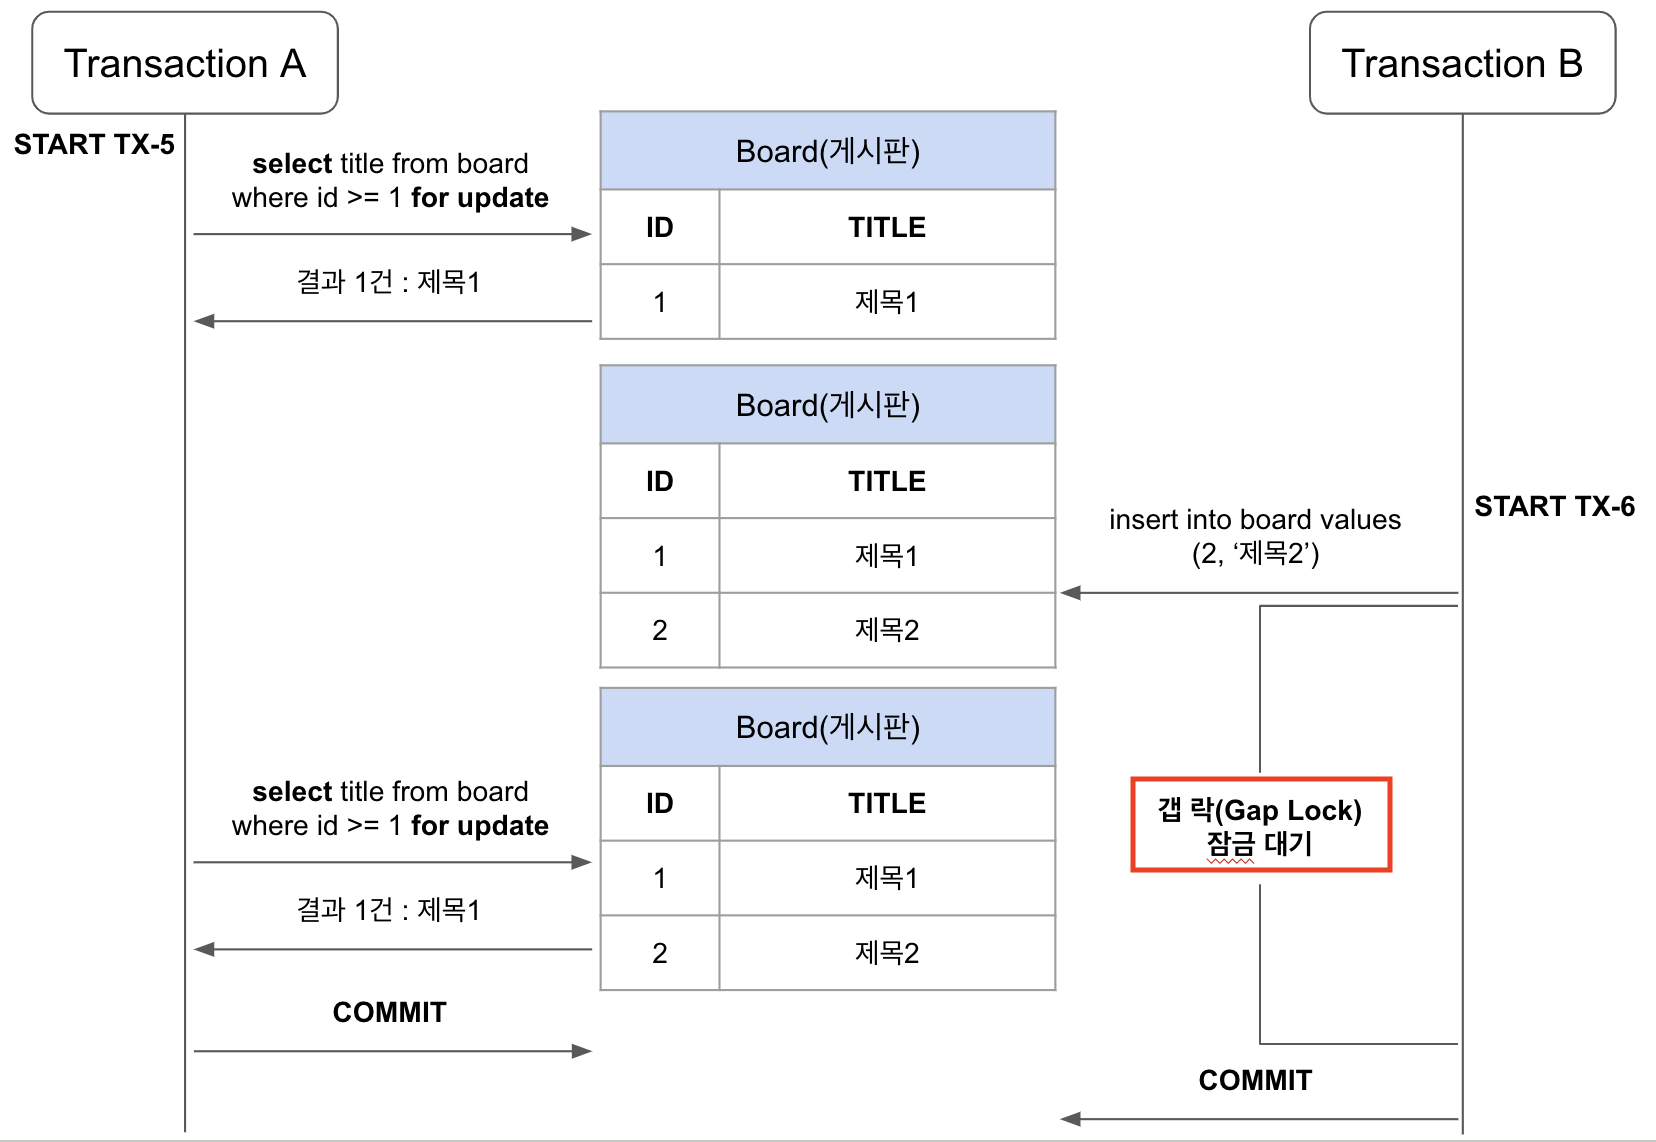 Transaction A
Transaction B
START TX-5
select title from board
where id >= 1 for update
결과 1건 : 제목1
Board(게시판)
ID TITLE
1 제목1
Board(게시판)
ID TITLE
1 제목1
2 제목2
START TX-6
insert into board values
(2, ‘제목2’)
Board(게시판)
ID TITLE
1 제목1
2 제목2
select title from board
where id >= 1 for update
결과 1건 : 제목1
갭 락(Gap Lock)
잠금 대기
COMMIT
COMMIT